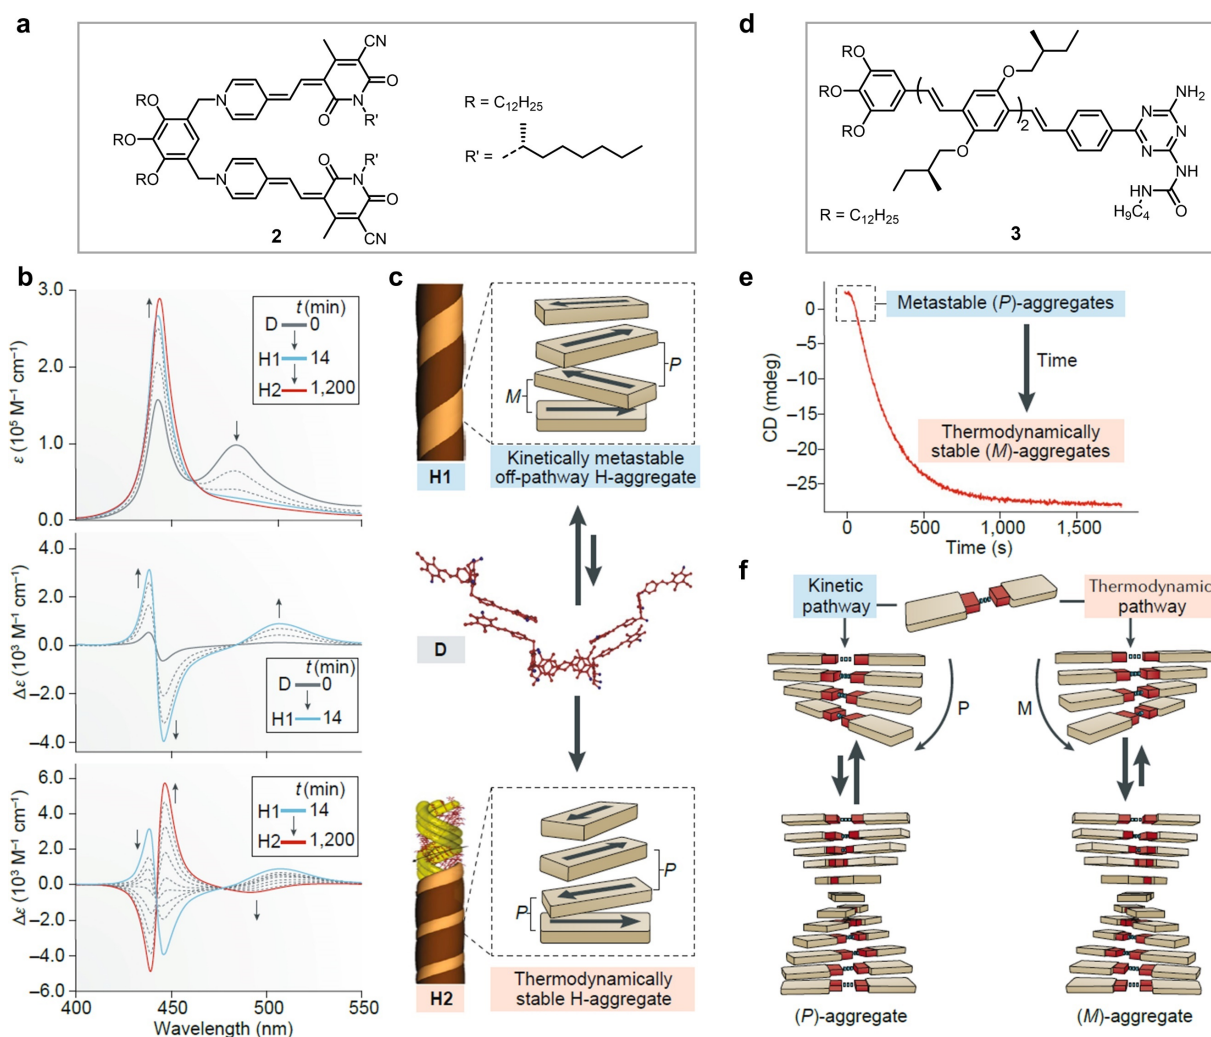 a
CN
O
N
R'
O
RO
RO
RO
N
N
R'
O
N
O
CN
2
R = C12H25
R' =
d
RO
RO
RO
O
O
2
NH2
N
N
N
NH
HN
O
H9C4
R = C12H25
3
b
3.0
2.0
1.0
0.0
ε (10⁵ M⁻¹ cm⁻¹)
t (min)
D 0
H1 14
H2 1,200
4.0
2.0
0.0
−2.0
−4.0
Δε (10³ M⁻¹ cm⁻¹)
t (min)
D 0
H1 14
6.0
4.0
2.0
0.0
−2.0
−4.0
−6.0
Δε (10³ M⁻¹ cm⁻¹)
t (min)
H1 14
H2 1,200
400 450 500 550
Wavelength (nm)
c
P
M
H1
Kinetically metastable
off-pathway H-aggregate
D
P
P
H2
Thermodynamically
stable H-aggregate
e
0
−5
−10
−15
−20
−25
CD (mdeg)
Metastable (P)-aggregates
Time
Thermodynamically
stable (M)-aggregates
0 500 1,000 1,500
Time (s)
f
Kinetic
pathway
Thermodynamic
pathway
P
M
(P)-aggregate
(M)-aggregate